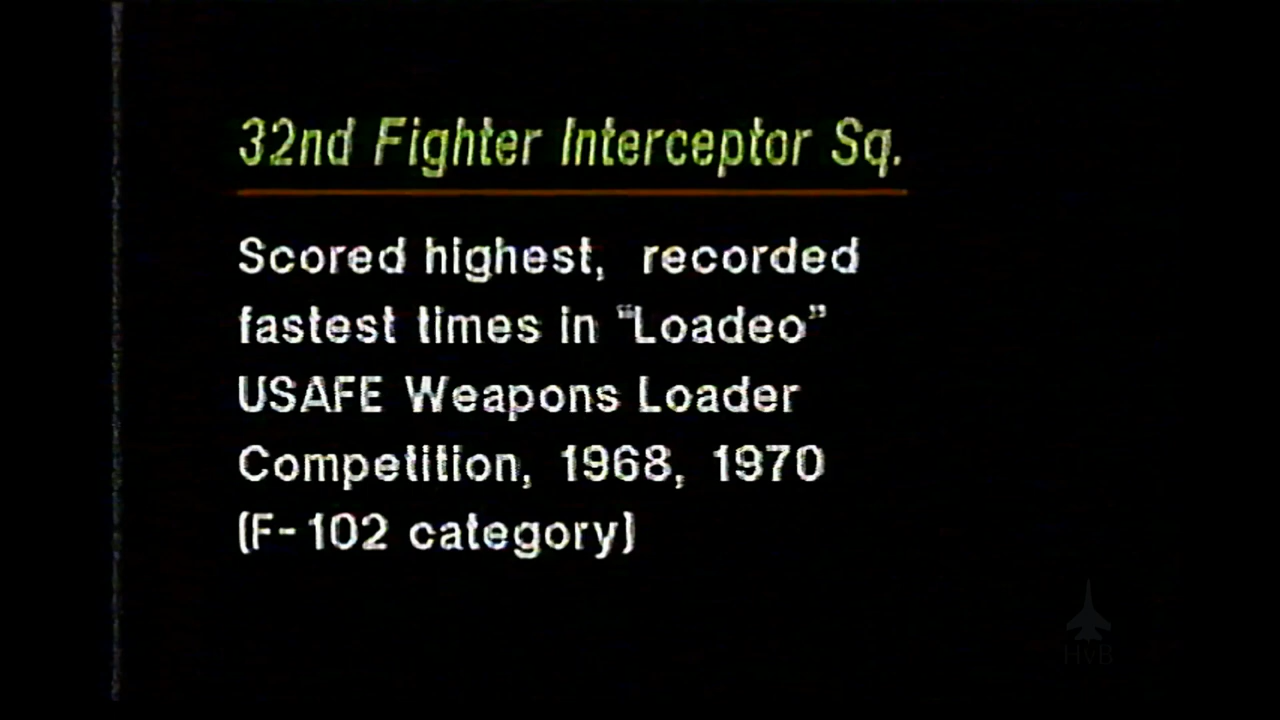 32nd Fighter Interceptor Sq.
Scored highest, recorded
fastest times in "Loadeo"
USAFE Weapons Loader
Competition, 1968, 1970
(F-102 category)
HvB